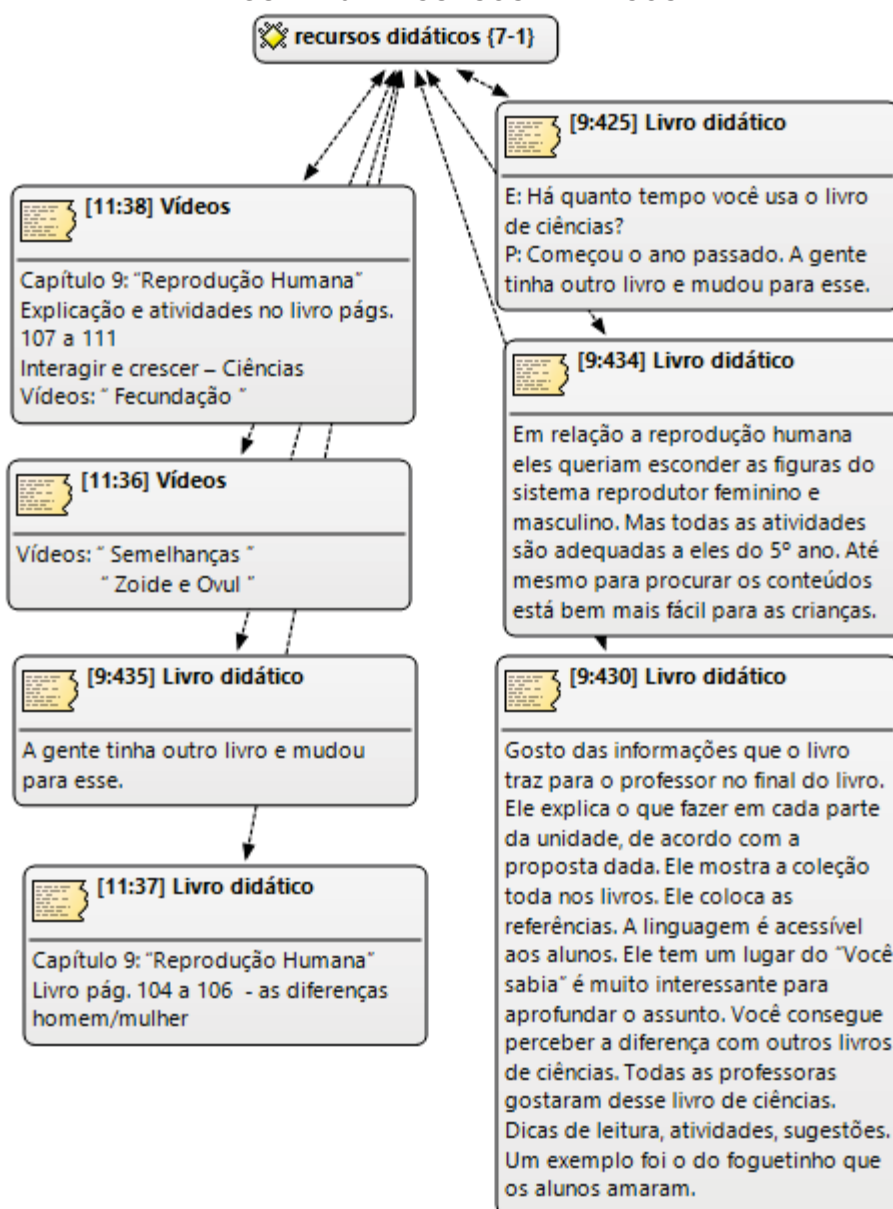 recursos didáticos {7-1}
[11:38] Vídeos
Capítulo 9: ˝Reprodução Humana˝
Explicação e atividades no livro págs.
107 a 111
Interagir e crescer – Ciências
Vídeos: ˝ Fecundação ˝
[11:36] Vídeos
Vídeos: ˝ Semelhanças ˝
˝ Zoide e Ovul ˝
[9:435] Livro didático
A gente tinha outro livro e mudou
para esse.
[11:37] Livro didático
Capítulo 9: ˝Reprodução Humana˝
Livro pág. 104 a 106 - as diferenças
homem/mulher
[9:425] Livro didático
E: Há quanto tempo você usa o livro
de ciências?
P: Começou o ano passado. A gente
tinha outro livro e mudou para esse.
[9:434] Livro didático
Em relação a reprodução humana
eles queriam esconder as figuras do
sistema reprodutor feminino e
masculino. Mas todas as atividades
são adequadas a eles do 5º ano. Até
mesmo para procurar os conteúdos
está bem mais fácil para as crianças.
[9:430] Livro didático
Gosto das informações que o livro
traz para o professor no final do livro.
Ele explica o que fazer em cada parte
da unidade, de acordo com a
proposta dada. Ele mostra a coleção
toda nos livros. Ele coloca as
referências. A linguagem é acessível
aos alunos. Ele tem um lugar do ˝Você
sabia˝ é muito interessante para
aprofundar o assunto. Você consegue
perceber a diferença com outros livros
de ciências. Todas as professoras
gostaram desse livro de ciências.
Dicas de leitura, atividades, sugestões.
Um exemplo foi o do foguetinho que
os alunos amaram.